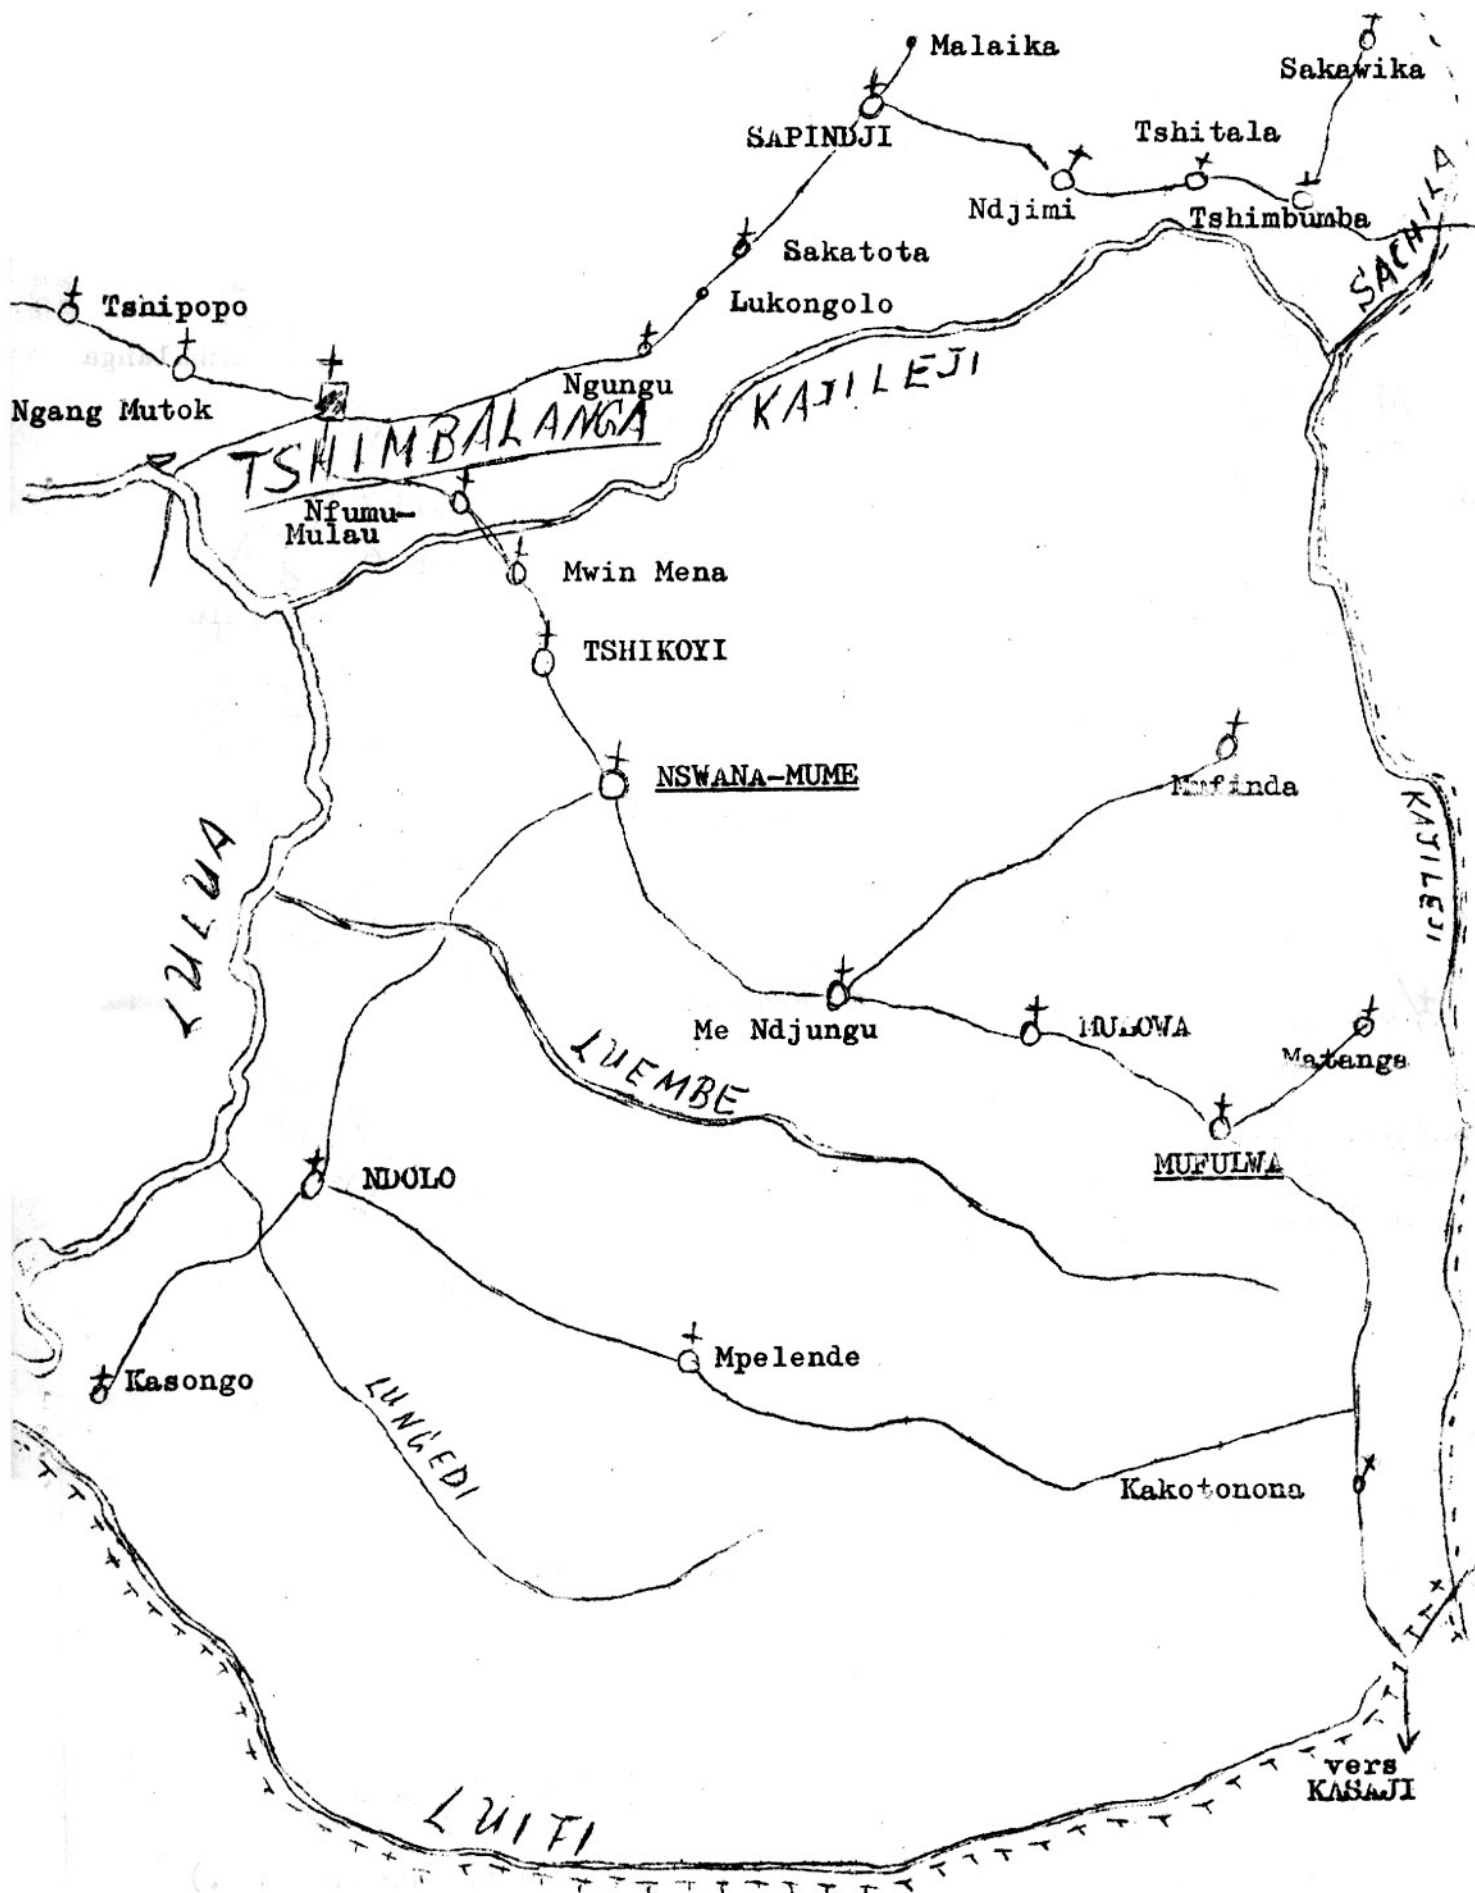 Malaika
Sakawika
SAPINDJI
Tshitala
Ndjimi
Tshimbumba
SACHILA
Sakatota
Lukongolo
Tshipopo
Ngungu
KAJILEJI
Ngang Mutok
TSHIMBALANGA
Nfumu-
Mulau
Mwin Mena
TSHIKOYI
NSWANA-MUME
Mufinda
KAJILEJI
LULUA
Me Ndjungu
MULOWA
Matanga
LUEMBE
MUFULWA
NDOLO
Mpelende
Kasongo
LUNGEDI
Kakotonona
vers
KASAJI
LUITI